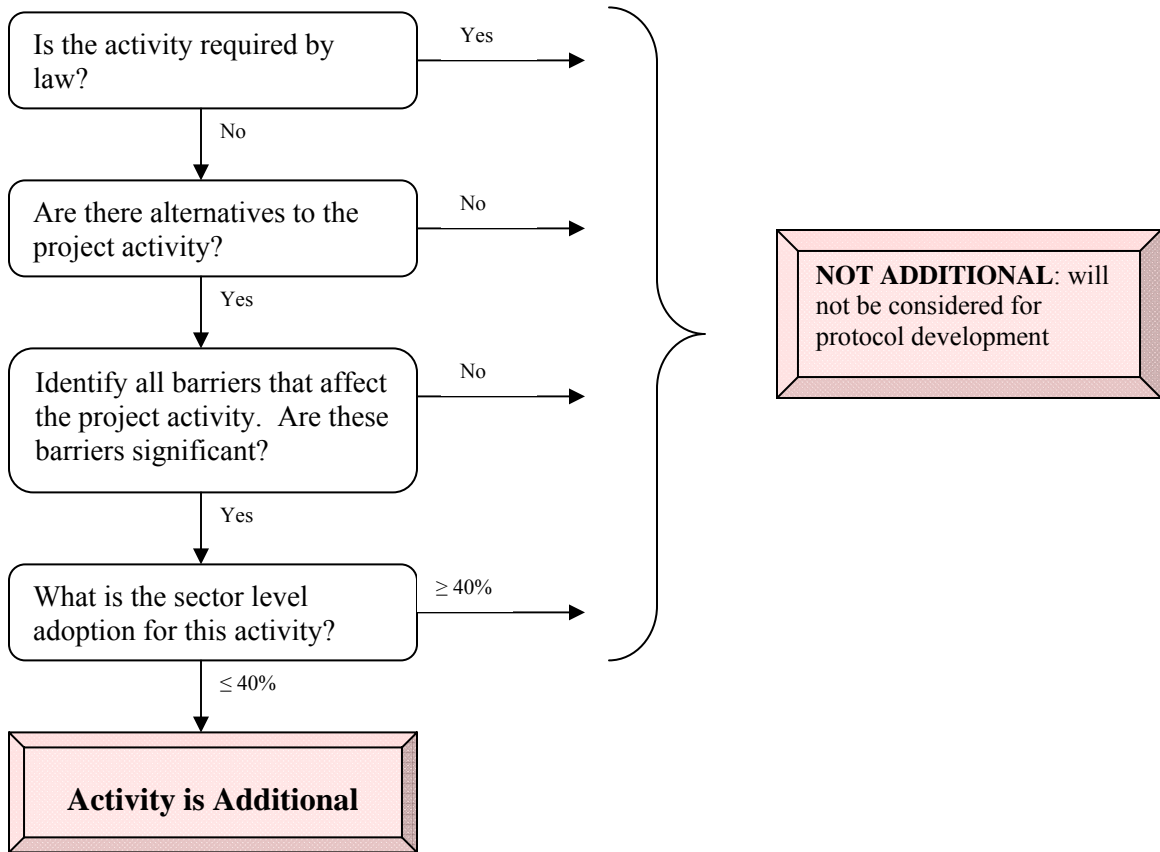 Is the activity required by
law?
Yes
No
Are there alternatives to the
project activity?
No
Yes
Identify all barriers that affect
the project activity.  Are these
barriers significant?
No
Yes
What is the sector level
adoption for this activity?
≥ 40%
≤ 40%
Activity is Additional
NOT ADDITIONAL: will
not be considered for
protocol development